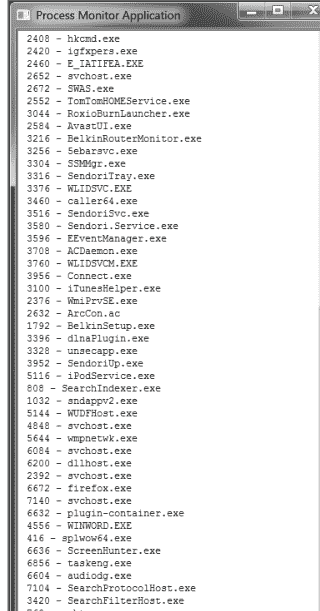 Process Monitor Application
2408 - hkcmd.exe
2420 - igfxpers.exe
2460 - E_IATIFEA.EXE
2652 - svchost.exe
2672 - SWAS.exe
2552 - TomTomHOMEService.exe
3044 - RoxioBurnLauncher.exe
2584 - AvastUI.exe
3216 - BelkinRouterMonitor.exe
3256 - 5ebarsvc.exe
3304 - SSMMgr.exe
3316 - SendoriTray.exe
3376 - WLIDSVC.EXE
3460 - caller64.exe
3516 - SendoriSvc.exe
3580 - Sendori.Service.exe
3596 - EEventManager.exe
3708 - ACDaemon.exe
3760 - WLIDSVCM.EXE
3956 - Connect.exe
3100 - iTunesHelper.exe
2376 - WmiPrvSE.exe
2632 - ArcCon.ac
1792 - BelkinSetup.exe
3396 - dlnaPlugin.exe
3328 - unsecapp.exe
3952 - SendoriUp.exe
5116 - iPodService.exe
808 - SearchIndexer.exe
1032 - sndappv2.exe
5144 - WUDFHost.exe
4848 - svchost.exe
5644 - wmpnetwk.exe
6084 - svchost.exe
6200 - dllhost.exe
2392 - svchost.exe
6672 - firefox.exe
7140 - svchost.exe
6632 - plugin-container.exe
4556 - WINWORD.EXE
416 - splwow64.exe
6636 - ScreenHunter.exe
6856 - taskeng.exe
6604 - audiodg.exe
7104 - SearchProtocolHost.exe
3420 - SearchFilterHost.exe